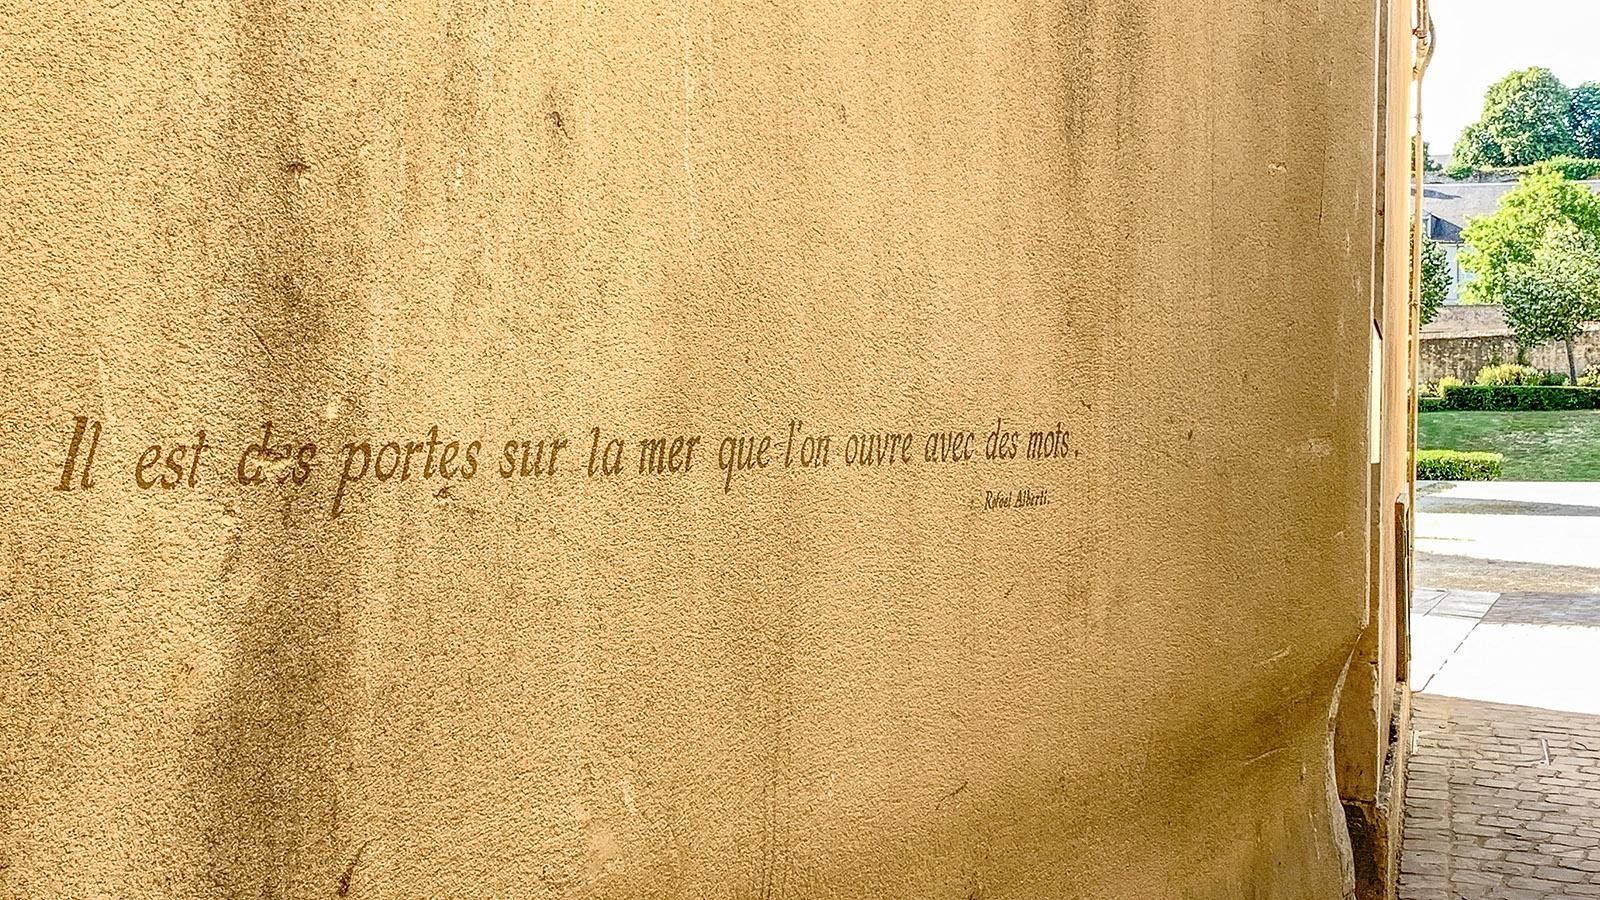 Il est des portes sur la mer que l'on ouvre avec des mots.
Rafael Alberti.